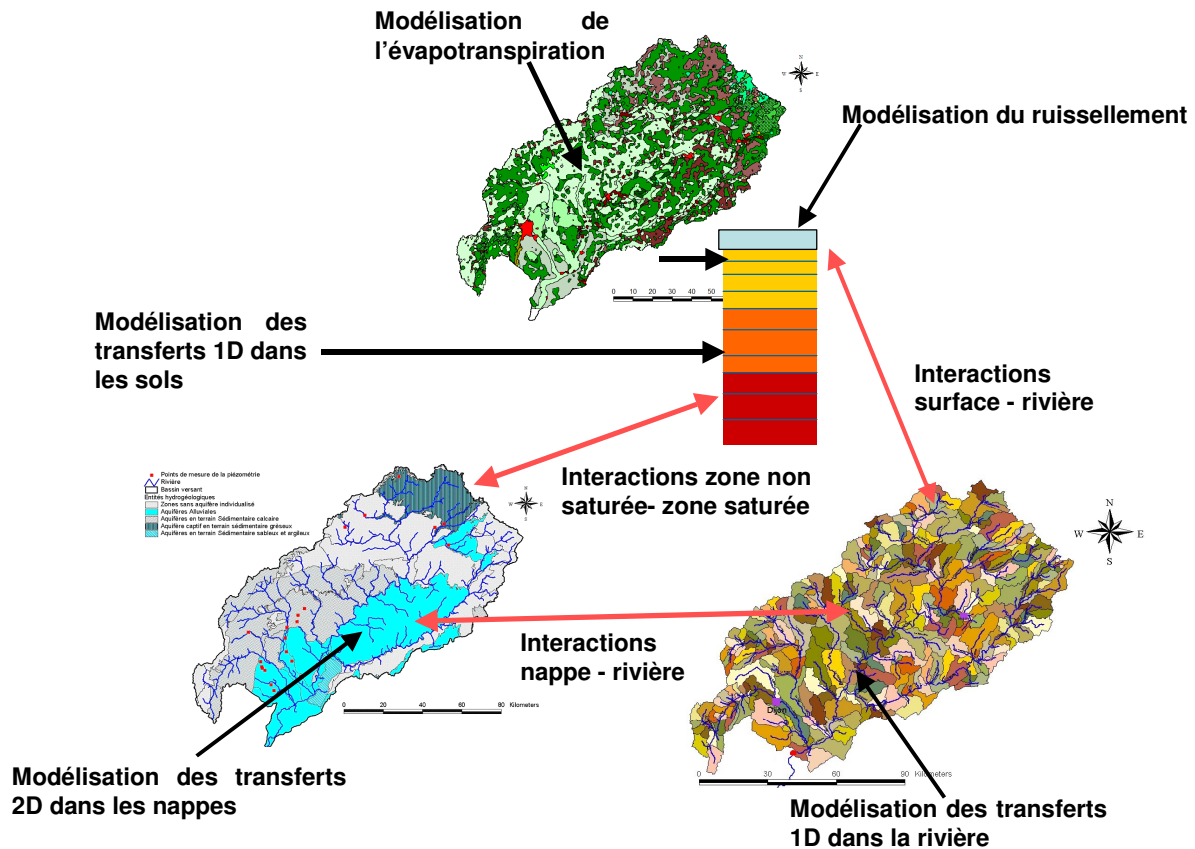 Modélisation de
l'évapotranspiration
N
W E
S
Modélisation du ruissellement
0 10 20 30 40 50
Modélisation des
transferts 1D dans
les sols
Interactions
surface - rivière
Interactions zone non
saturée- zone saturée
Points de mesure de la piézométrie
Rivière
Bassin versant
Entités hydrogéologiques
Zones sans aquifère individualisé
Aquifères Alluviales
Aquifères en terrain Sédimentaire calcaire
Aquifère captif en terrain sédimentaire gréseux
Aquifères en terrain Sédimentaire sableux et argileux
N
W E
S
N
W E
S
Interactions
nappe - rivière
0 20 40 60 80 Kilometers
Dijon
0 30 60 90 Kilometers
Modélisation des transferts
2D dans les nappes
Modélisation des transferts
1D dans la rivière